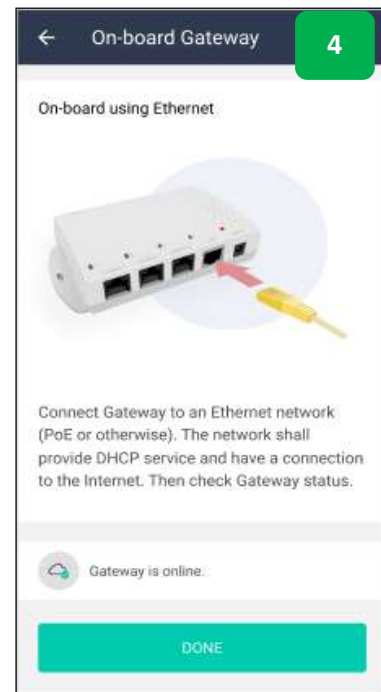 On-board Gateway
4
On-board using Ethernet
Connect Gateway to an Ethernet network
(PoE or otherwise). The network shall
provide DHCP service and have a connection
to the Internet. Then check Gateway status.
Gateway is online.
DONE